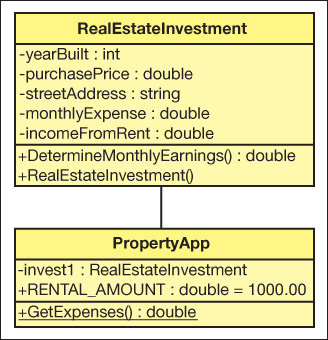 RealEstateInvestment
-yearBuilt : int
-purchasePrice : double
-streetAddress : string
-monthlyExpense : double
-incomeFromRent : double
+DetermineMonthlyEarnings() : double
+RealEstateInvestment()
PropertyApp
-invest1 : RealEstateInvestment
+RENTAL_AMOUNT : double = 1000.00
+GetExpenses() : double